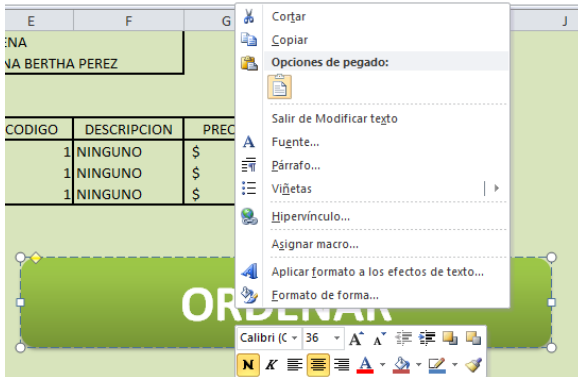 E F G J
ENA
NA BERTHA PEREZ
CODIGO DESCRIPCION PREC
1 NINGUNO $
1 NINGUNO $
1 NINGUNO $
Cortar
Copiar
Opciones de pegado:
Salir de Modificar texto
Fuente...
Párrafo...
Viñetas
Hipervínculo...
Asignar macro...
Aplicar formato a los efectos de texto...
Formato de forma...
ORDENAR
Calibri (C 36 A A
N K A